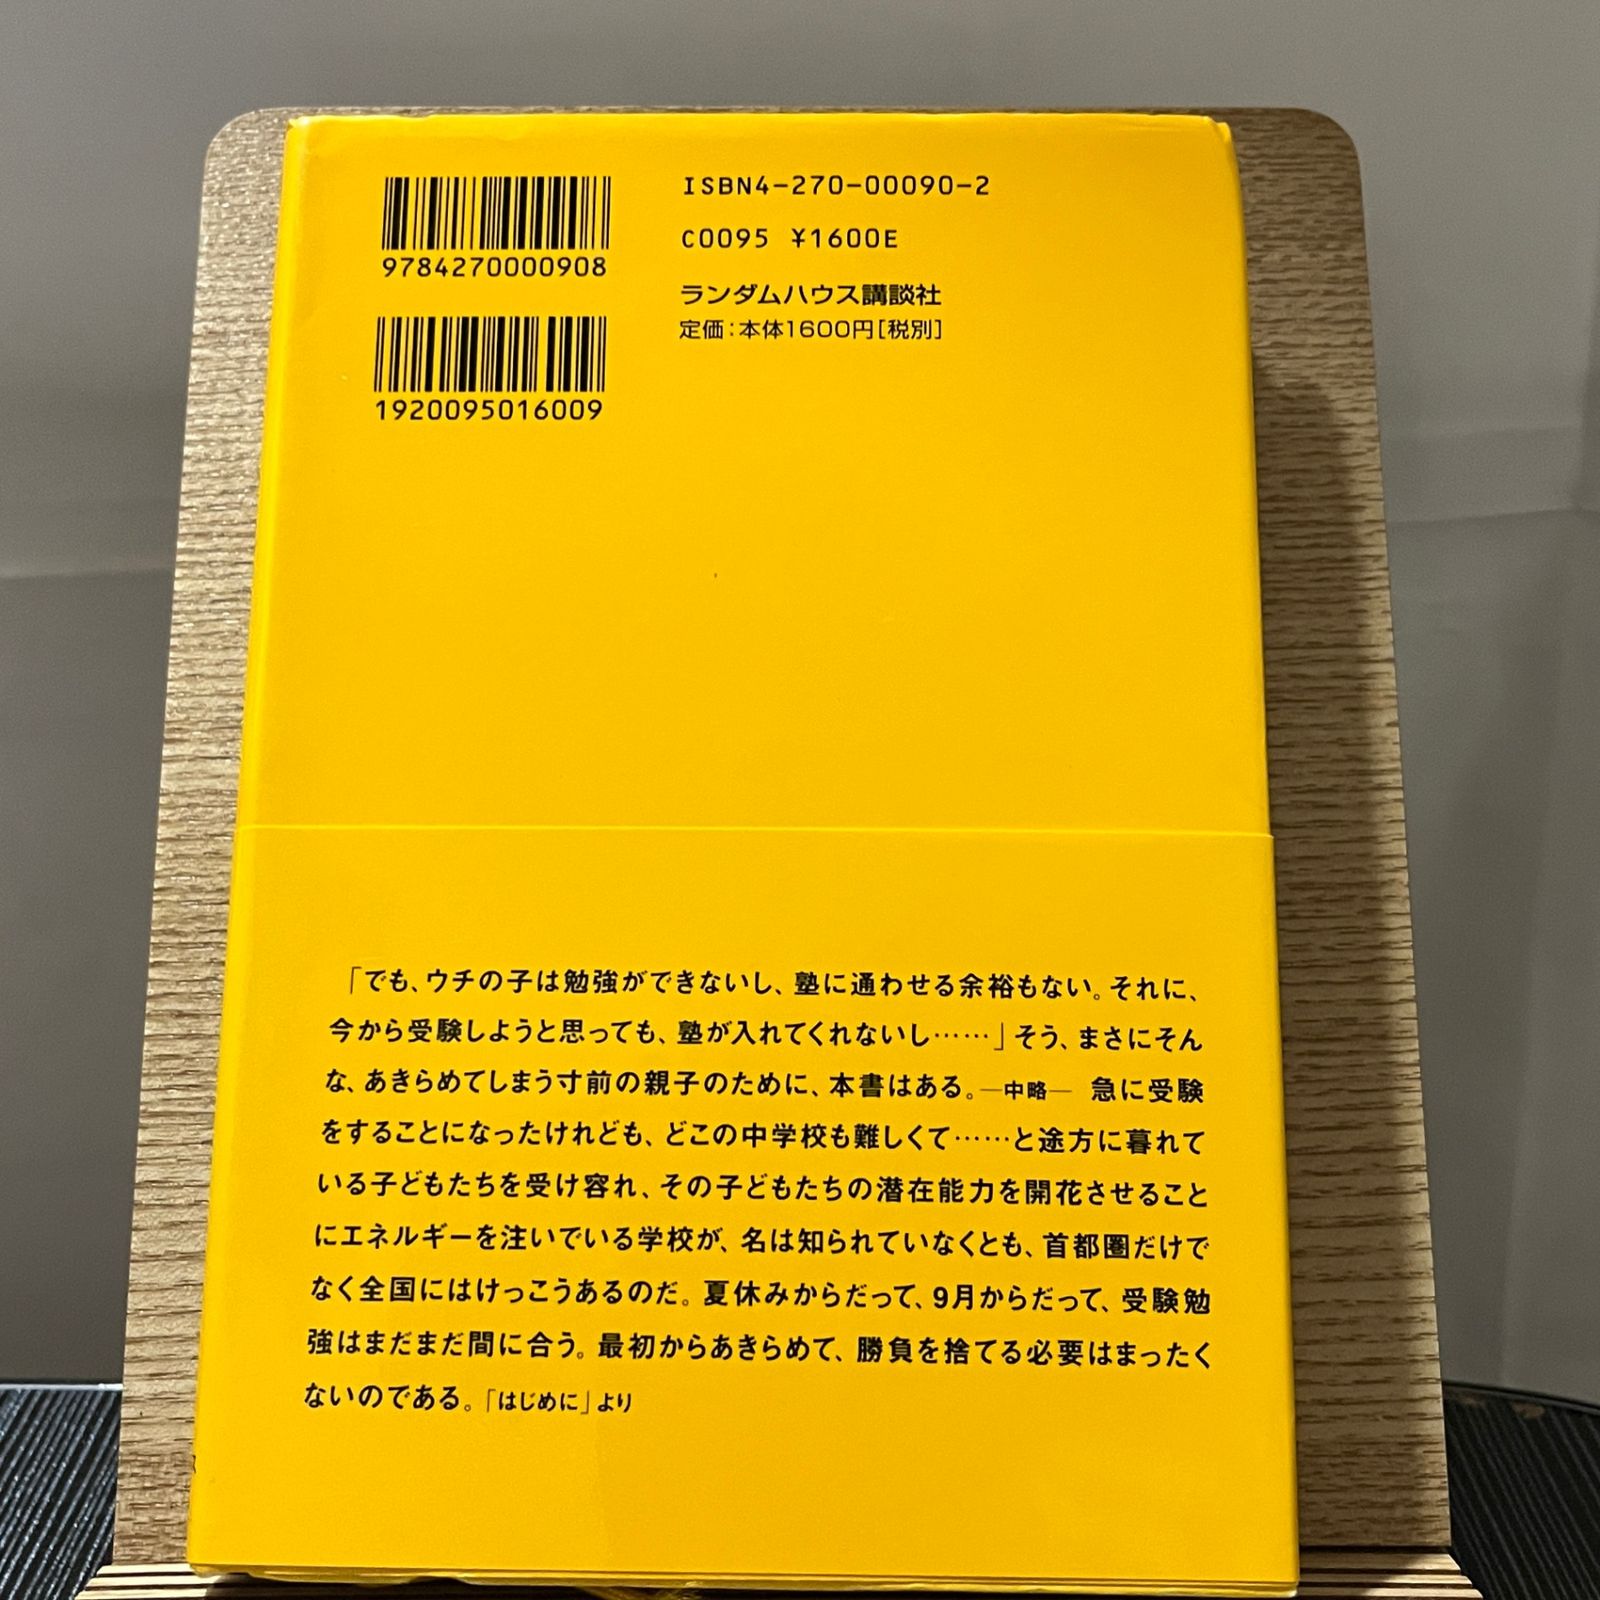 9784270000908
ISBN4-270-00090-2
C0095 ¥1600E
ランダムハウス講談社
定価：本体1600円[税別]
1920095016009
「でも、ウチの子は勉強ができないし、塾に通わせる余裕もない。それに、
今から受験しようと思っても、塾が入れてくれないし……」そう、まさにそん
な、あきらめてしまう寸前の親子のために、本書はある。―中略― 急に受験
をすることになったけれども、どこの中学校も難しくて……と途方に暮れて
いる子どもたちを受け容れ、その子どもたちの潜在能力を開花させること
にエネルギーを注いでいる学校が、名は知られていなくとも、首都圏だけで
なく全国にはけっこうあるのだ。夏休みからだって、9月からだって、受験勉
強はまだまだ間に合う。最初からあきらめて、勝負を捨てる必要はまったく
ないのである。「はじめに」より